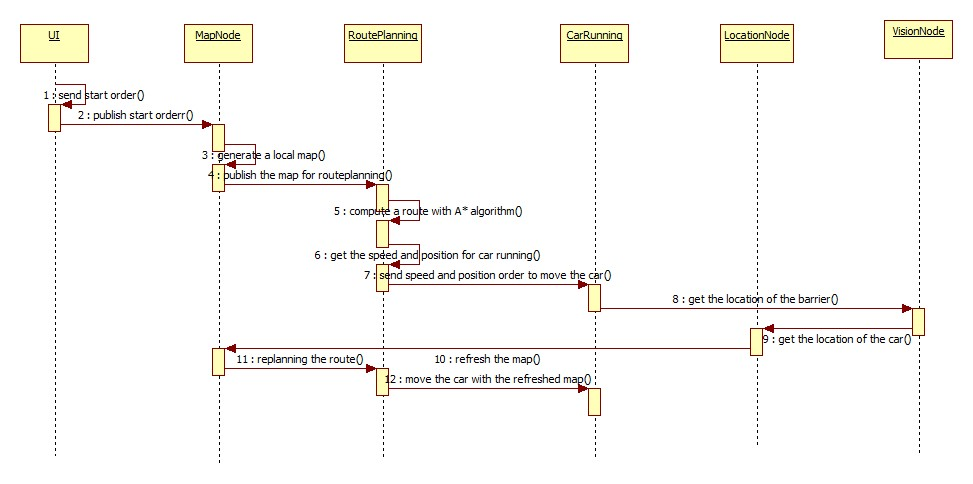 UI
MapNode
RoutePlanning
CarRunning
LocationNode
VisionNode
1 : send start order()
2 : publish start orderr()
3 : generate a local map()
4 : publish the map for routeplanning()
5 : compute a route with A* algorithm()
6 : get the speed and position for car running()
7 : send speed and position order to move the car()
8 : get the location of the barrier()
9 : get the location of the car()
10 : refresh the map()
11 : replanning the route()
12 : move the car with the refreshed map()